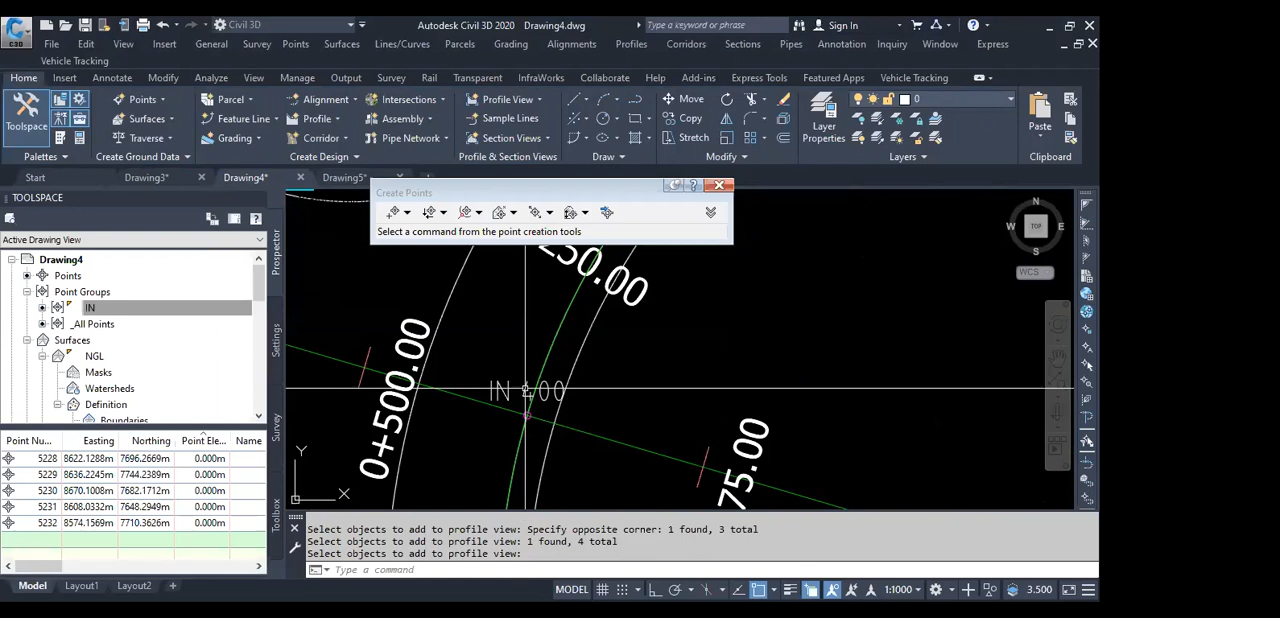 C3D
Civil 3D
Autodesk Civil 3D 2020 Drawing4.dwg
Type a keyword or phrase
Sign In
File Edit View Insert General Survey Points Surfaces Lines/Curves Parcels Grading Alignments Profiles Corridors Sections Pipes Annotation Inquiry Window Express
Vehicle Tracking
Home Insert Annotate Modify Analyze View Manage Output Survey Rail Transparent InfraWorks Collaborate Help Add-ins Express Tools Featured Apps Vehicle Tracking
Toolspace
Points
Surfaces
Traverse
Parcel
Feature Line
Grading
Alignment
Profile
Corridor
Intersections
Assembly
Pipe Network
Profile View
Sample Lines
Section Views
Move
Copy
Stretch
Layer Properties
0
Paste
Palettes
Create Ground Data
Create Design
Profile & Section Views
Draw
Modify
Layers
Clipboard
Start Drawing3* Drawing4* Drawing5*
TOOLSPACE
Active Drawing View
Drawing4
Points
Point Groups
IN
_All Points
Surfaces
NGL
Masks
Watersheds
Definition
Boundaries
Prospector
Settings
Survey
Toolbox
Point Nu... Easting Northing Point Ele... Name
5228 8622.1288m 7696.2669m 0.000m
5229 8636.2245m 7744.2389m 0.000m
5230 8670.1008m 7682.1712m 0.000m
5231 8608.0332m 7648.2949m 0.000m
5232 8574.1569m 7710.3626m 0.000m
Create Points
Select a command from the point creation tools
250.00
0+500.00
75.00
N
W TOP E
S
WCS
Y
X
Select objects to add to profile view: Specify opposite corner: 1 found, 3 total
Select objects to add to profile view: 1 found, 4 total
Select objects to add to profile view:
Type a command
Model Layout1 Layout2 +
MODEL
1:1000
3.500